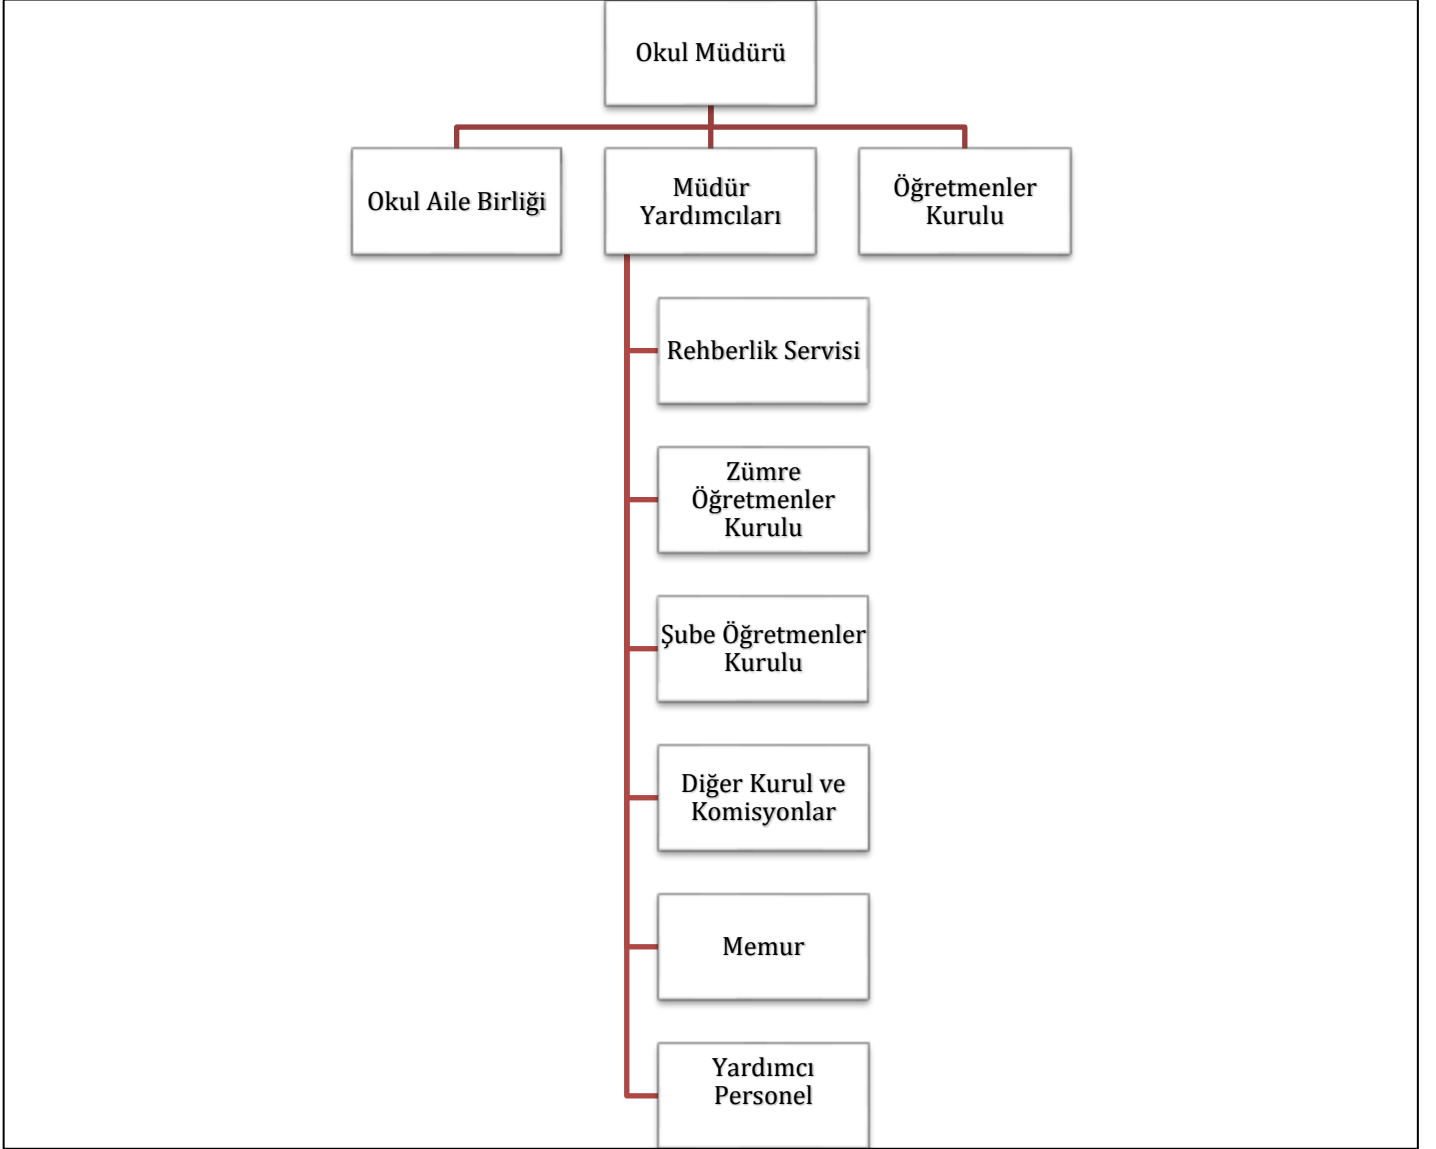 Okul Müdürü
Okul Aile Birliği
Müdür
Yardımcıları
Öğretmenler
Kurulu
Rehberlik Servisi
Zümre
Öğretmenler
Kurulu
Şube Öğretmenler
Kurulu
Diğer Kurul ve
Komisyonlar
Memur
Yardımcı
Personel